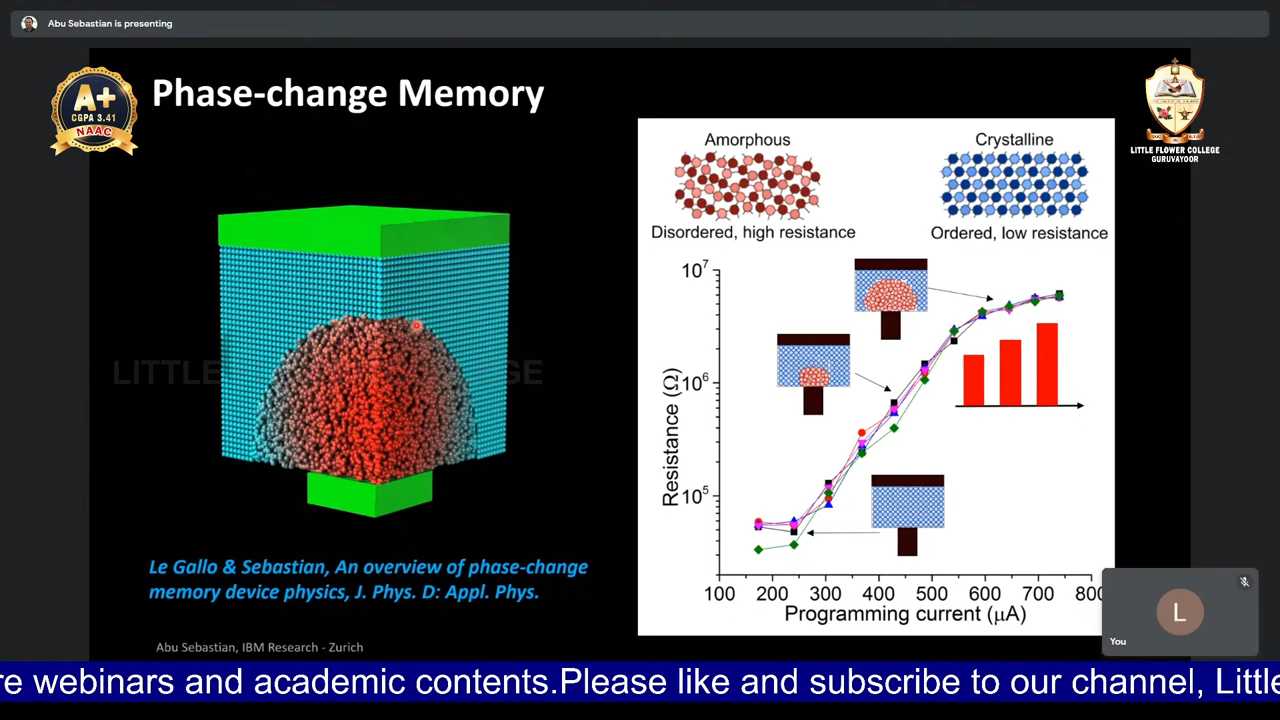 Abu Sebastian is presenting
A+
CGPA 3.41
NAAC
Phase-change Memory
LITTLE FLOWER COLLEGE
GURUVAYOOR
Amorphous
Crystalline
Disordered, high resistance
Ordered, low resistance
10⁷
10⁶
10⁵
Resistance (Ω)
100 200 300 400 500 600 700 800
Programming current (μA)
LITTLE GE
Le Gallo & Sebastian, An overview of phase-change
memory device physics, J. Phys. D: Appl. Phys.
Abu Sebastian, IBM Research - Zurich
L
You
re webinars and academic contents.Please like and subscribe to our channel, Little